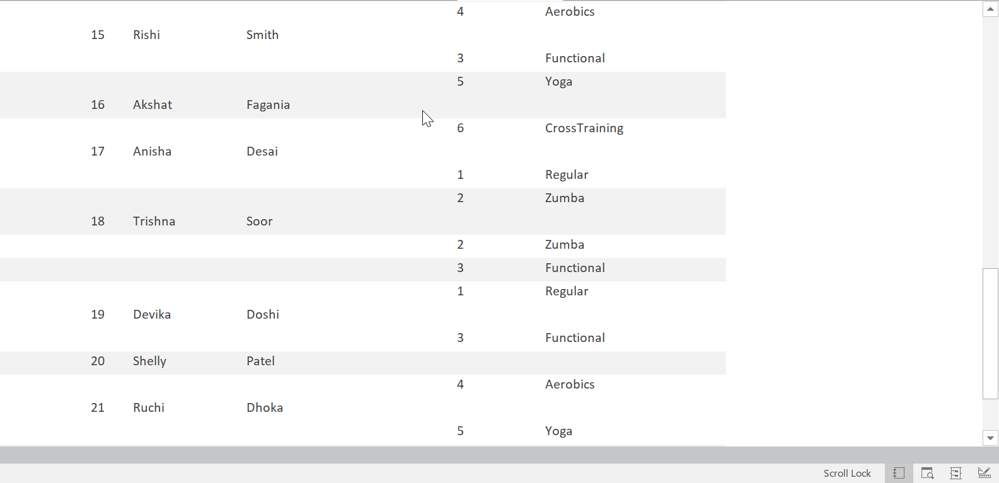 4 Aerobics
15 Rishi Smith
3 Functional
5 Yoga
16 Akshat Fagania
6 CrossTraining
17 Anisha Desai
1 Regular
2 Zumba
18 Trishna Soor
2 Zumba
3 Functional
1 Regular
19 Devika Doshi
3 Functional
20 Shelly Patel
4 Aerobics
21 Ruchi Dhoka
5 Yoga
Scroll Lock